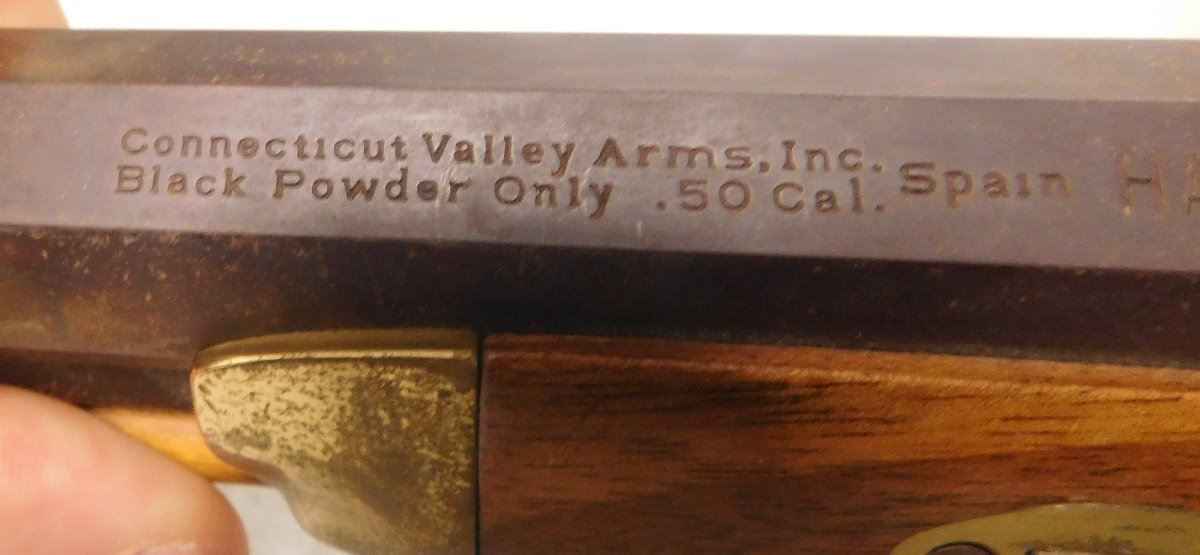 Connecticut Valley Arms, Inc.
Black Powder Only .50 Cal.
Spain